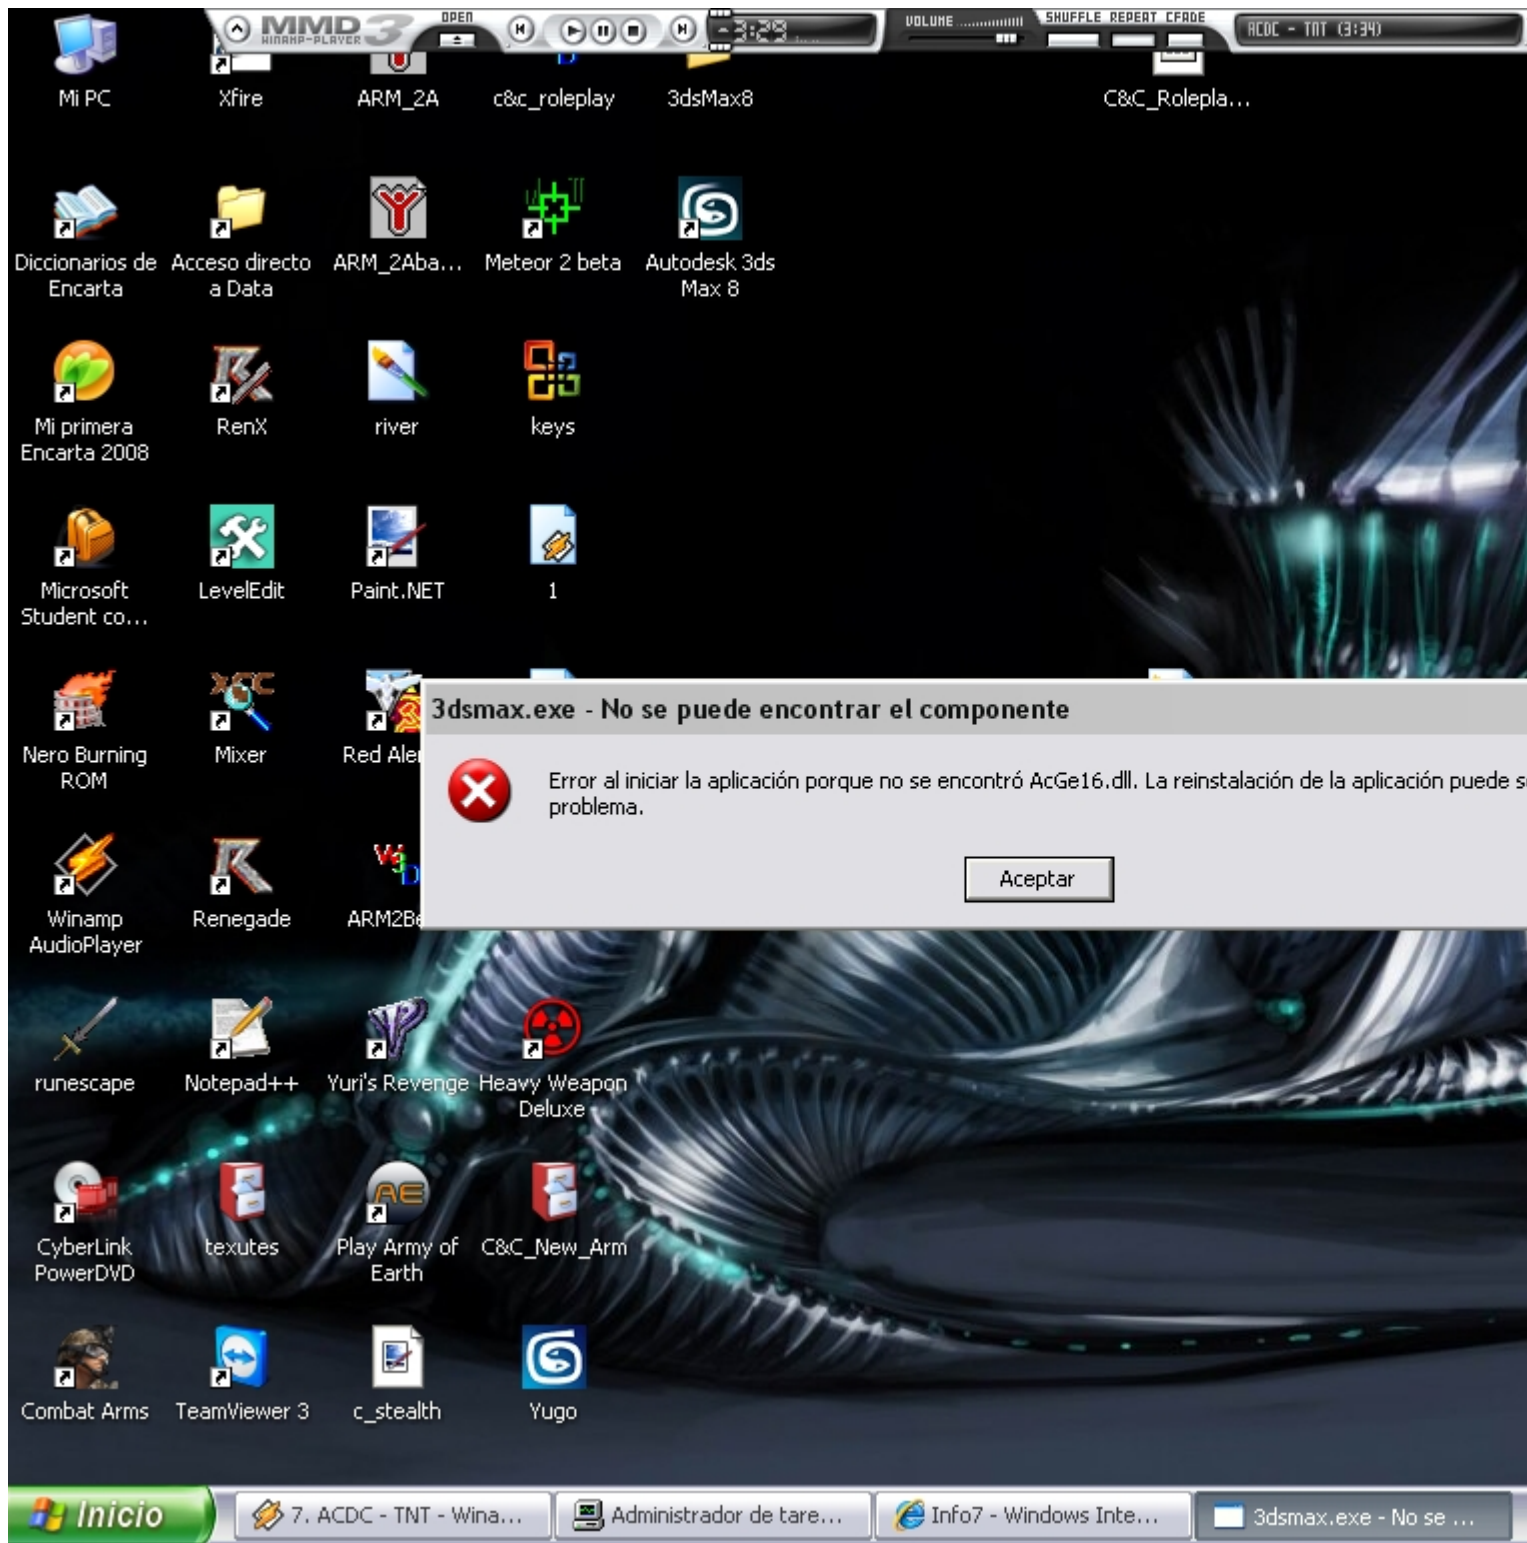 MMD3
WINAMP-PLAYER
OPEN
-3:29
VOLUME
SHUFFLE REPEAT CFADE
ACDC - TNT (3:34)
Mi PC
Xfire
ARM_2A
c&c_roleplay
3dsMax8
C&C_Rolepla...
Diccionarios de
Encarta
Acceso directo
a Data
ARM_2Aba...
Meteor 2 beta
Autodesk 3ds
Max 8
Mi primera
Encarta 2008
RenX
river
keys
Microsoft
Student co...
LevelEdit
Paint.NET
1
Nero Burning
ROM
Mixer
Red Aler
3dsmax.exe - No se puede encontrar el componente
Error al iniciar la aplicación porque no se encontró AcGe16.dll. La reinstalación de la aplicación puede s
problema.
Aceptar
Winamp
AudioPlayer
Renegade
W3D
ARM2Be
runescape
Notepad++
Yuri's Revenge
Heavy Weapon
Deluxe
CyberLink
PowerDVD
texutes
AE
Play Army of
Earth
C&C_New_Arm
Combat Arms
TeamViewer 3
c_stealth
Yugo
Inicio
7. ACDC - TNT - Wina...
Administrador de tare...
Info7 - Windows Inte...
3dsmax.exe - No se ...